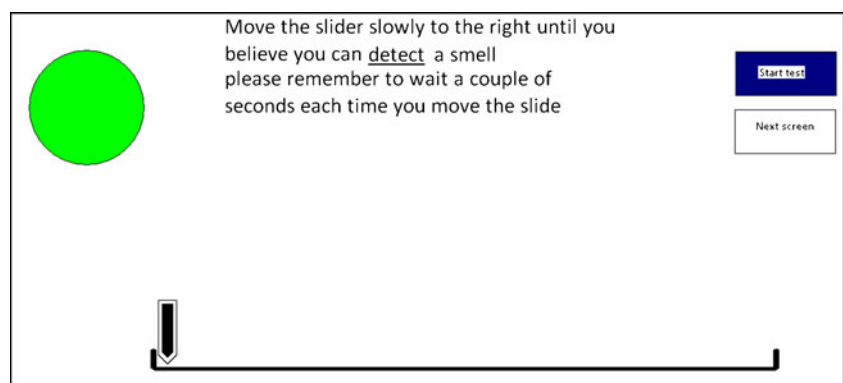 Move the slider slowly to the right until you
believe you can detect a smell
please remember to wait a couple of
seconds each time you move the slide
Start test
Next screen